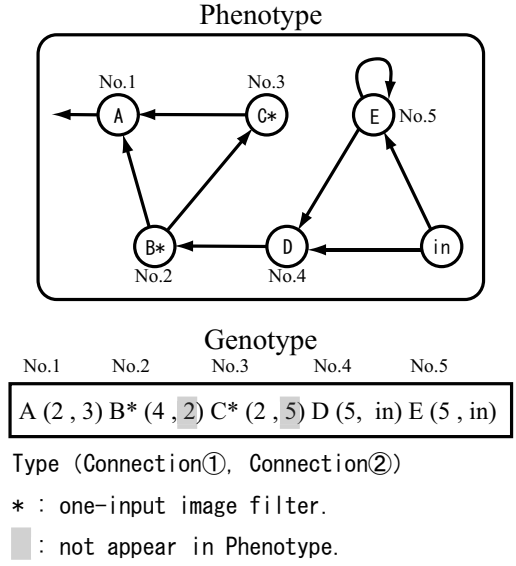 Phenotype
No.1
No.3
A
C*
E
No.5
B*
D
in
No.2
No.4
Genotype
No.1 No.2 No.3 No.4 No.5
A (2 , 3) B* (4 , 2) C* (2 , 5) D (5, in) E (5 , in)
Type (Connection①, Connection②)
* : one-input image filter.
: not appear in Phenotype.